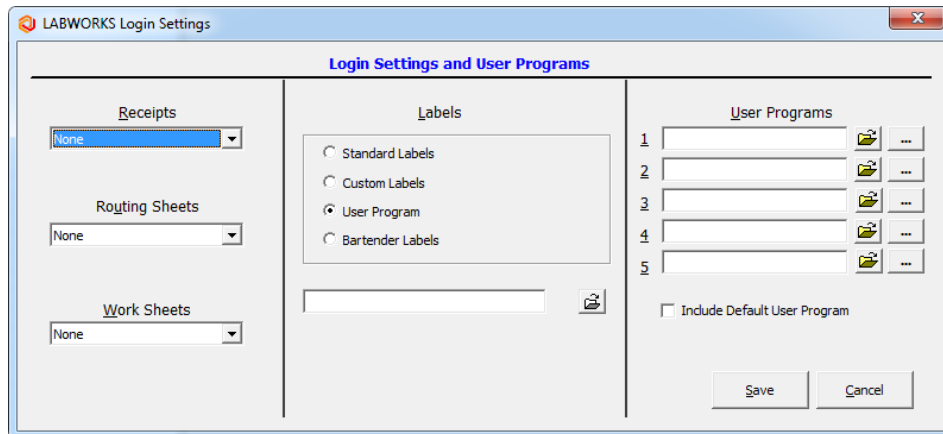 LABWORKS Login Settings
X
Login Settings and User Programs
Receipts
None
Routing Sheets
None
Work Sheets
None
Labels
Standard Labels
Custom Labels
User Program
Bartender Labels
User Programs
1 ...
2 ...
3 ...
4 ...
5 ...
Include Default User Program
Save Cancel